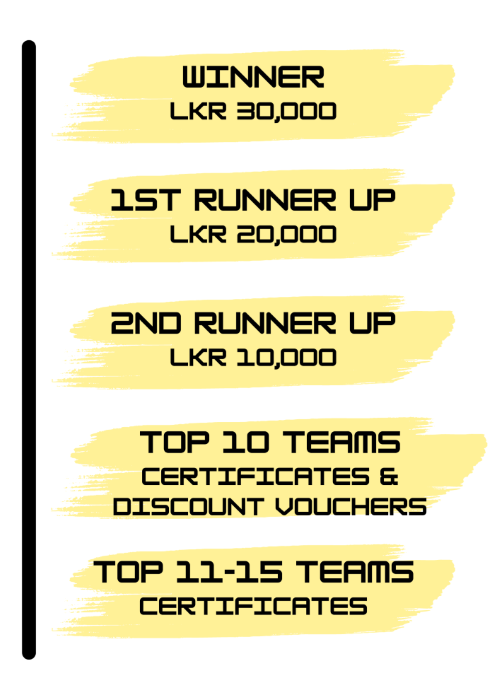 WINNER
LKR 30,000
1ST RUNNER UP
LKR 20,000
2ND RUNNER UP
LKR 10,000
TOP 10 TEAMS
CERTIFICATES &
DISCOUNT VOUCHERS
TOP 11-15 TEAMS
CERTIFICATES